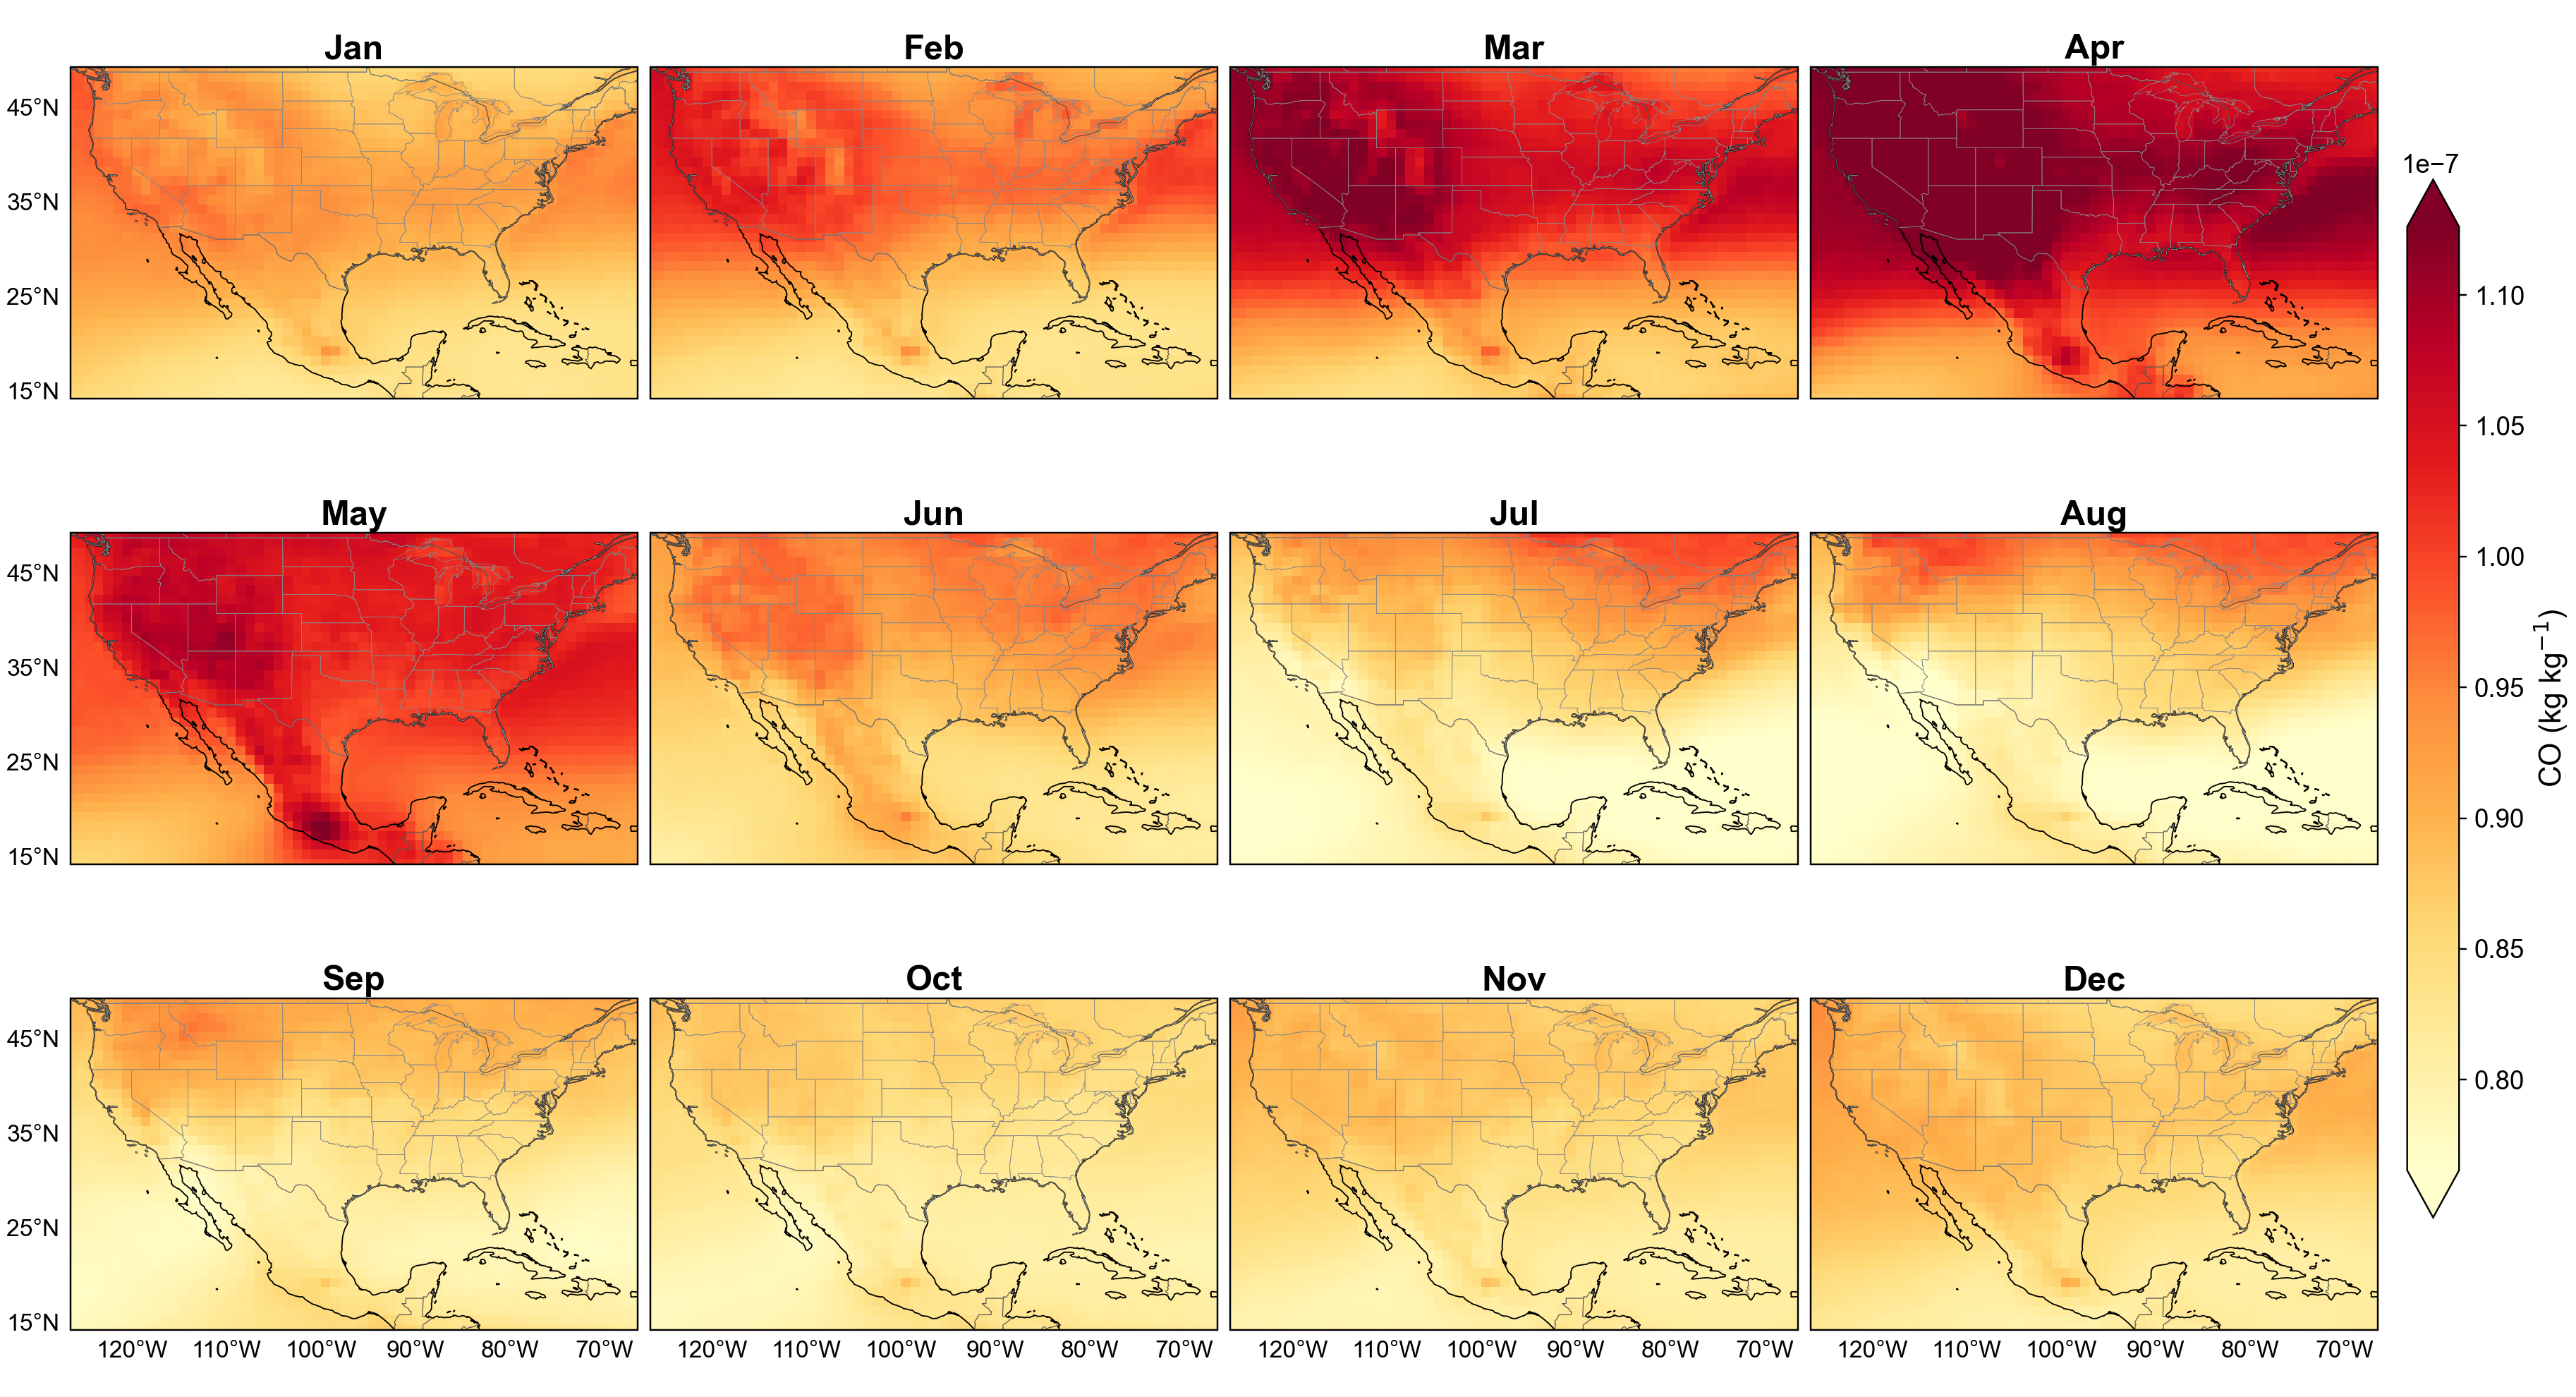 Jan Feb Mar Apr
45°N
35°N
25°N
15°N
May Jun Jul Aug
45°N
35°N
25°N
15°N
Sep Oct Nov Dec
45°N
35°N
25°N
15°N
120°W 110°W 100°W 90°W 80°W 70°W 120°W 110°W 100°W 90°W 80°W 70°W 120°W 110°W 100°W 90°W 80°W 70°W 120°W 110°W 100°W 90°W 80°W 70°W
1e−7
1.10
1.05
1.00
0.95
0.90
0.85
0.80
CO (kg kg⁻¹)